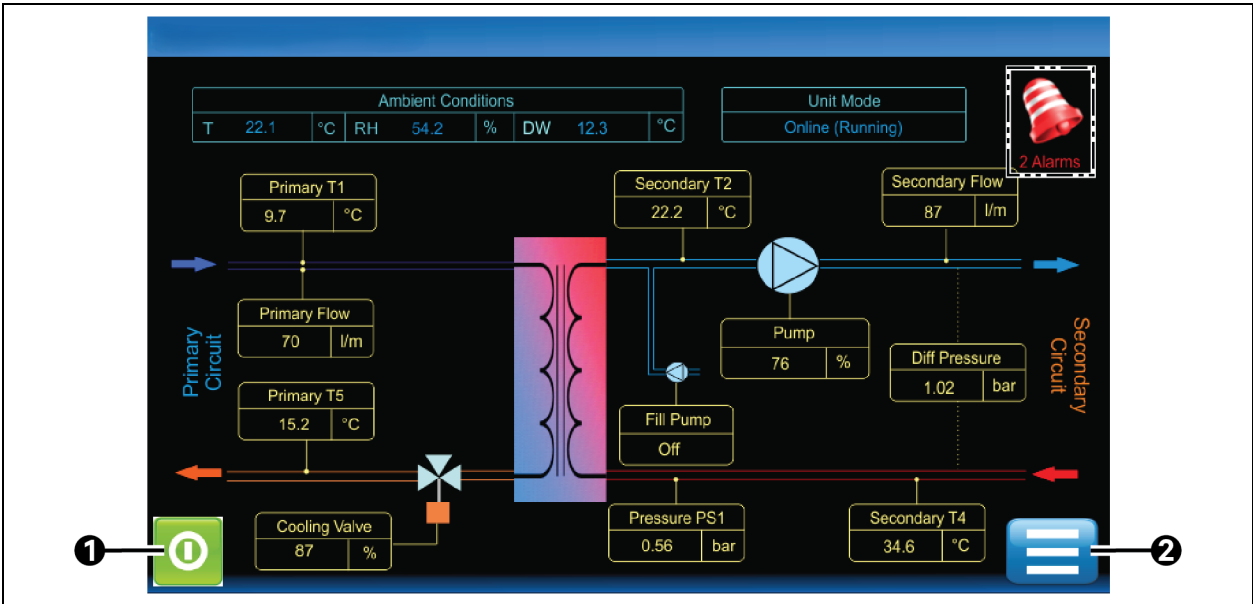 Ambient Conditions
T 22.1 °C RH 54.2 % DW 12.3 °C
Unit Mode
Online (Running)
2 Alarms
Primary T1
9.7 °C
Secondary T2
22.2 °C
Secondary Flow
87 l/m
Primary Flow
70 l/m
Pump
76 %
Primary
Circuit
Secondary
Circuit
Diff Pressure
1.02 bar
Primary T5
15.2 °C
Fill Pump
Off
Cooling Valve
87 %
Pressure PS1
0.56 bar
Secondary T4
34.6 °C
1
2